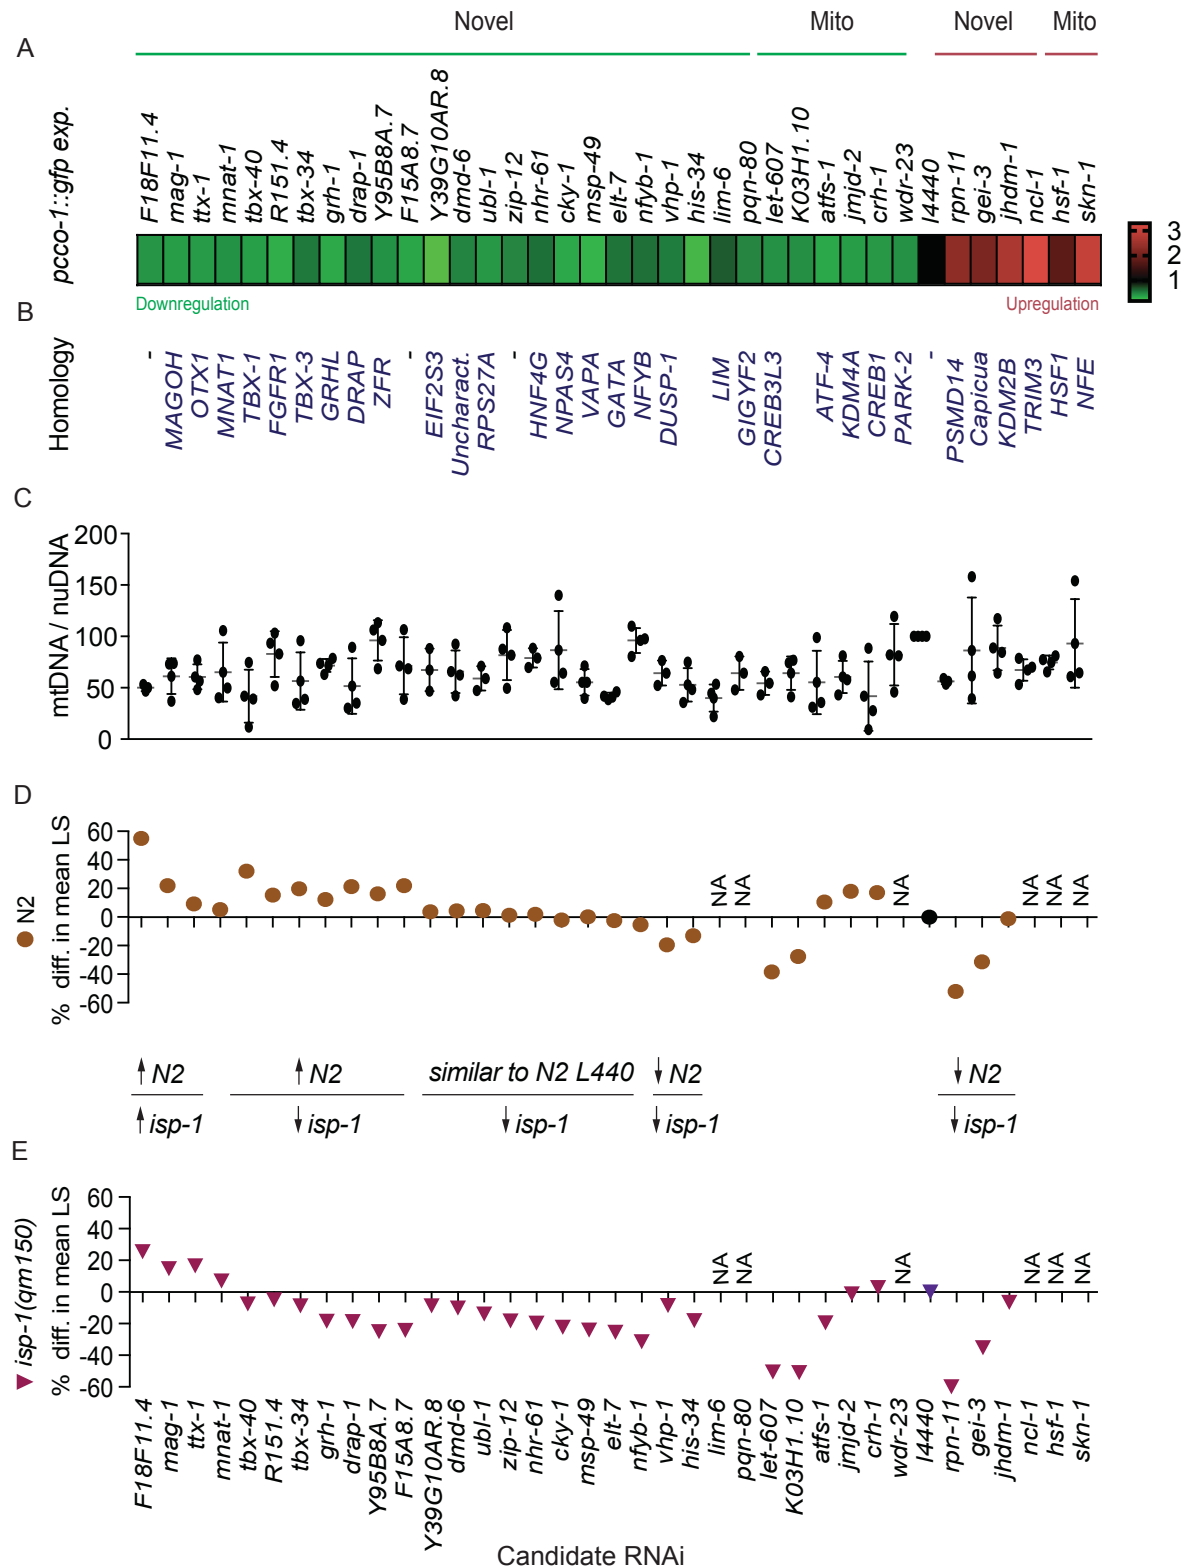 Novel Mito Novel Mito
A
pcco-1::gfp exp.
F18F11.4
mag-1
ttx-1
mnat-1
tbx-40
R151.4
tbx-34
grh-1
drap-1
Y95B8A.7
F15A8.7
Y39G10AR.8
dmd-6
ubl-1
zip-12
nhr-61
cky-1
msp-49
elt-7
nfyb-1
vhp-1
his-34
lim-6
pqn-80
let-607
K03H1.10
atfs-1
jmjd-2
crh-1
wdr-23
l4440
rpn-11
gei-3
jhdm-1
ncl-1
hsf-1
skn-1
3
2
1
Downregulation Upregulation
B
Homology
-
MAGOH
OTX1
MNAT1
TBX-1
FGFR1
TBX-3
GRHL
DRAP
ZFR
-
EIF2S3
Uncharact.
RPS27A
-
HNF4G
NPAS4
VAPA
GATA
NFYB
DUSP-1
LIM
GIGYF2
CREB3L3
ATF-4
KDM4A
CREB1
PARK-2
-
PSMD14
Capicua
KDM2B
TRIM3
HSF1
NFE
C
mtDNA / nuDNA
200
150
100
50
0
D
N2
% diff. in mean LS
60
40
20
0
-20
-40
-60
NA
NA
NA
NA
NA
NA
↑ N2 ↑ N2 similar to N2 L440 ↓ N2 ↓ N2
↑ isp-1 ↓ isp-1 ↓ isp-1 ↓ isp-1 ↓ isp-1
E
isp-1(qm150)
% diff. in mean LS
60
40
20
0
-20
-40
-60
NA
NA
NA
NA
NA
NA
F18F11.4
mag-1
ttx-1
mnat-1
tbx-40
R151.4
tbx-34
grh-1
drap-1
Y95B8A.7
F15A8.7
Y39G10AR.8
dmd-6
ubl-1
zip-12
nhr-61
cky-1
msp-49
elt-7
nfyb-1
vhp-1
his-34
lim-6
pqn-80
let-607
K03H1.10
atfs-1
jmjd-2
crh-1
wdr-23
l4440
rpn-11
gei-3
jhdm-1
ncl-1
hsf-1
skn-1
Candidate RNAi